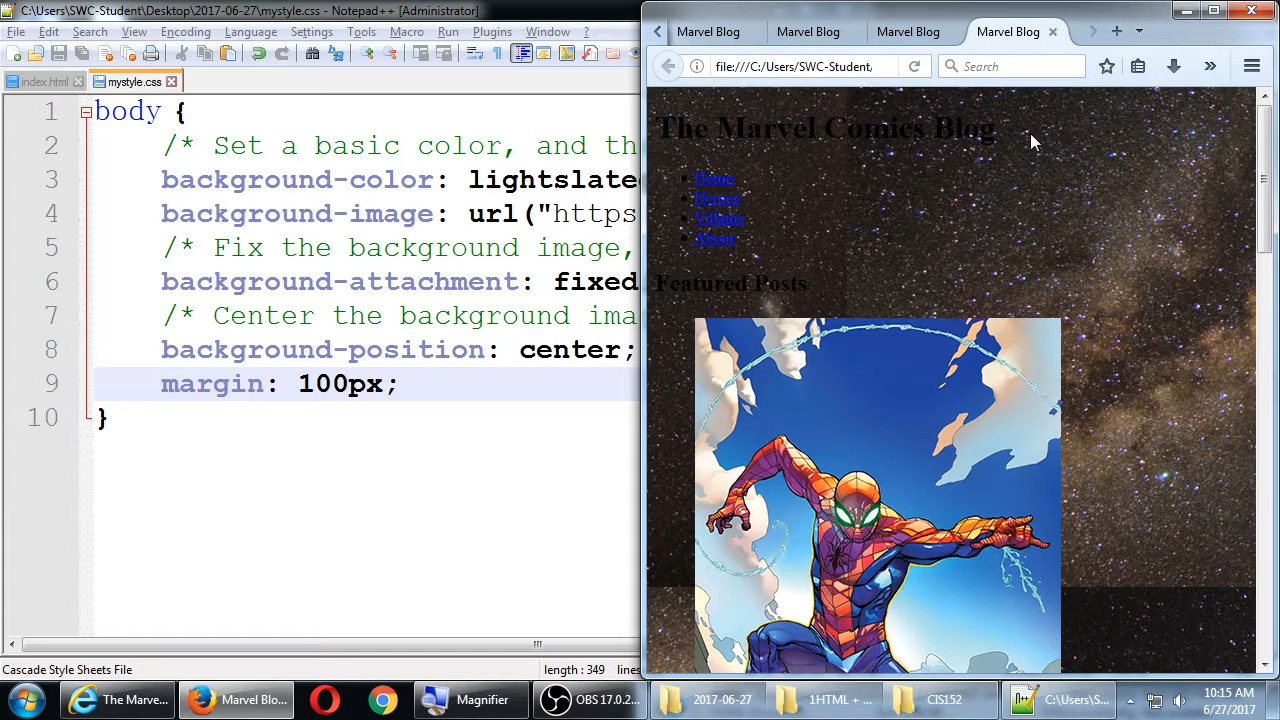 C:\Users\SWC-Student\Desktop\2017-06-27\mystyle.css - Notepad++ [Administrator]
File Edit Search View Encoding Language Settings Tools Macro Run Plugins Window ?
index.html mystyle.css
1 body {
2 /* Set a basic color, and th
3 background-color: lightslate
4 background-image: url("https
5 /* Fix the background image,
6 background-attachment: fixed
7 /* Center the background ima
8 background-position: center;
9 margin: 100px;
10 }
Cascade Style Sheets File length : 349 lines
Marvel Blog Marvel Blog Marvel Blog Marvel Blog
file:///C:/Users/SWC-Student, Search
The Marvel Comics Blog
• Home
• Heroes
• Villians
• About
Featured Posts
The Marve... Marvel Blo... Magnifier OBS 17.0.2... 2017-06-27 1HTML + ... CIS152 C:\Users\S... 10:15 AM
6/27/2017